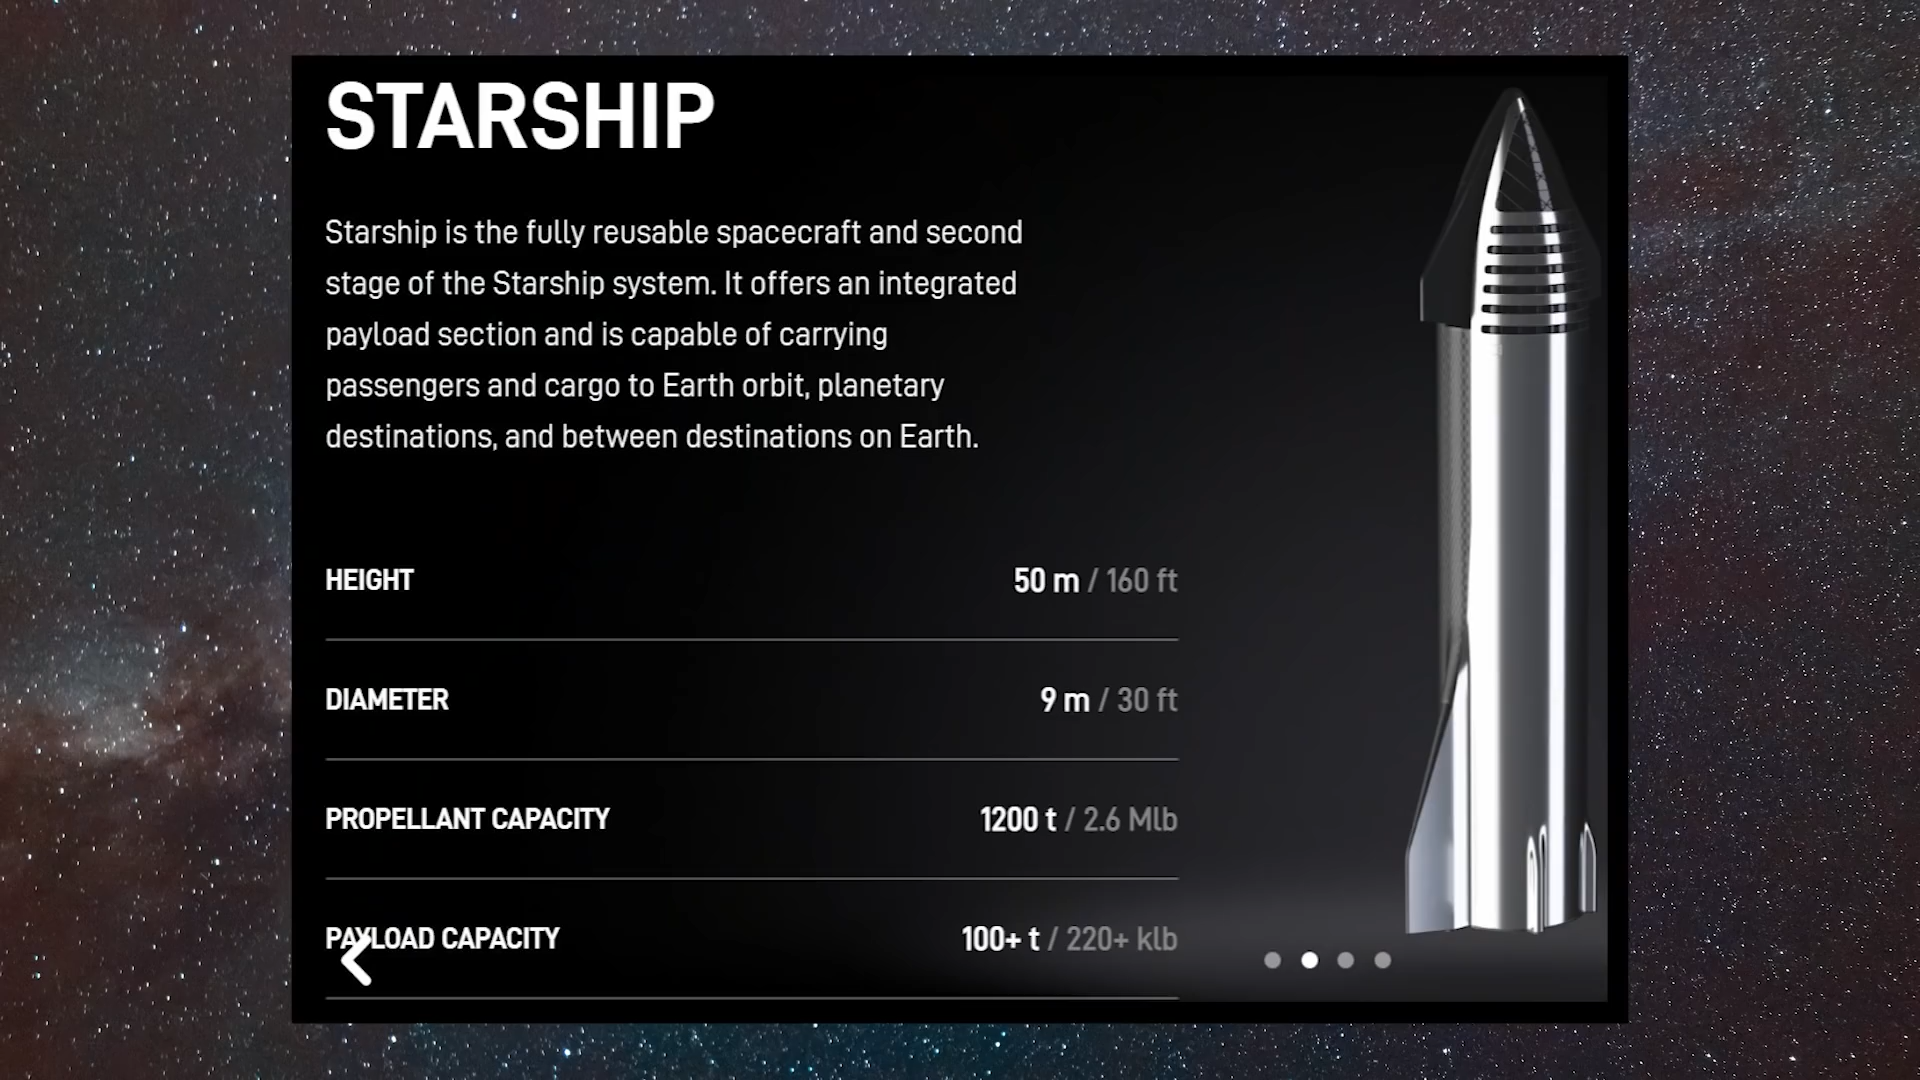 STARSHIP
Starship is the fully reusable spacecraft and second
stage of the Starship system. It offers an integrated
payload section and is capable of carrying
passengers and cargo to Earth orbit, planetary
destinations, and between destinations on Earth.
HEIGHT 50 m / 160 ft
DIAMETER 9 m / 30 ft
PROPELLANT CAPACITY 1200 t / 2.6 Mlb
PAYLOAD CAPACITY 100+ t / 220+ klb